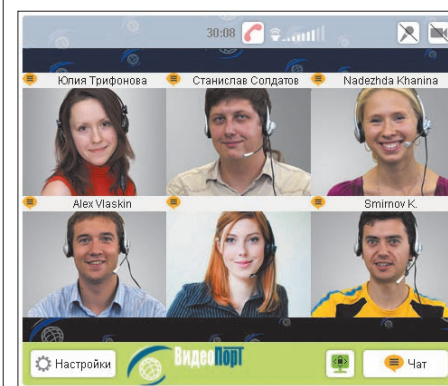 30:08
Юлия Трифонова Станислав Солдатов Nadezhda Khanina
Alex Vlaskin Smirnov K.
Настройки ВидеоПорт Чат